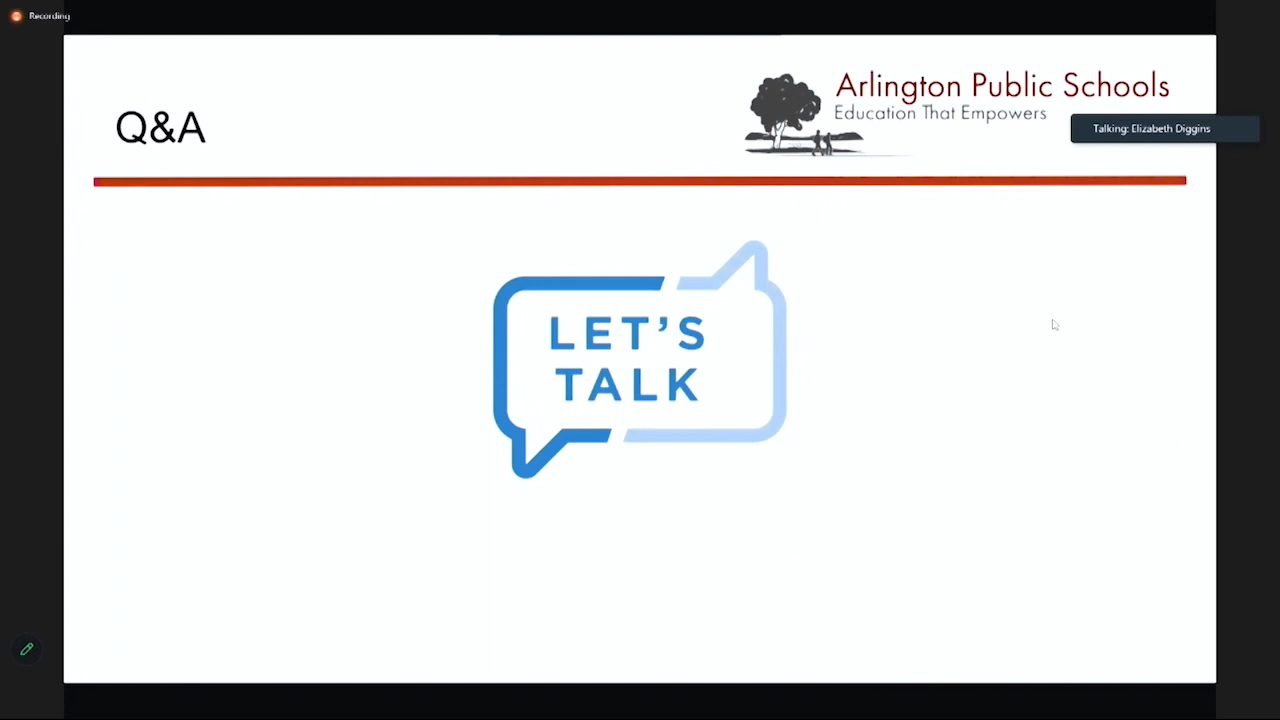 Recording
Arlington Public Schools
Education That Empowers
Q&A
Talking: Elizabeth Diggins
LET'S
TALK